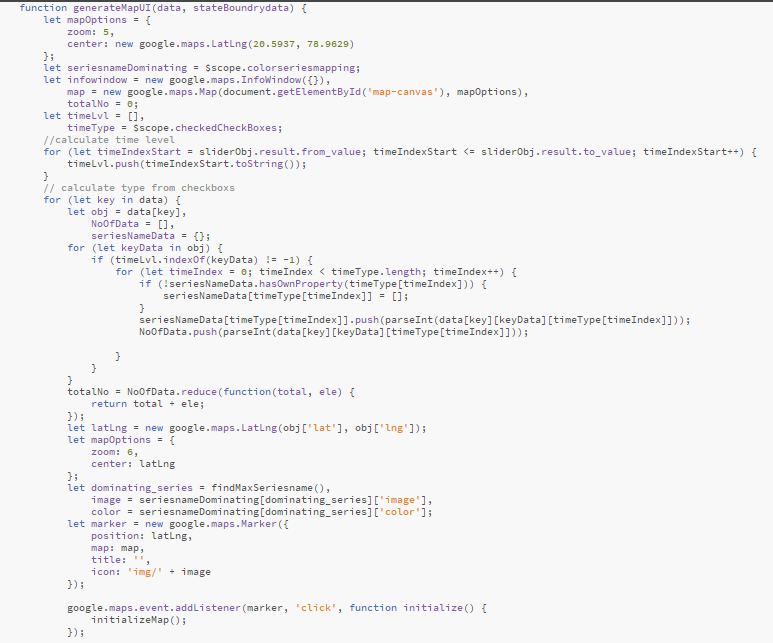 function generateMapUI(data, stateBoundrydata) {
    let mapOptions = {
        zoom: 5,
        center: new google.maps.LatLng(20.5937, 78.9629)
    };
    let seriesnameDominating = $scope.colorseriesmapping;
    let infowindow = new google.maps.InfoWindow({}),
        map = new google.maps.Map(document.getElementById('map-canvas'), mapOptions),
        totalNo = 0;
    let timeLvl = [],
        timeType = $scope.checkedCheckBoxes;
    //calculate time level
    for (let timeIndexStart = sliderObj.result.from_value; timeIndexStart <= sliderObj.result.to_value; timeIndexStart++) {
        timeLvl.push(timeIndexStart.toString());
    }
    // calculate type from checkboxs
    for (let key in data) {
        let obj = data[key],
            NoOfData = [],
            seriesNameData = {};
        for (let keyData in obj) {
            if (timeLvl.indexOf(keyData) != -1) {
                for (let timeIndex = 0; timeIndex < timeType.length; timeIndex++) {
                    if (!seriesNameData.hasOwnProperty(timeType[timeIndex])) {
                        seriesNameData[timeType[timeIndex]] = [];
                    }
                    seriesNameData[timeType[timeIndex]].push(parseInt(data[key][keyData][timeType[timeIndex]]));
                    NoOfData.push(parseInt(data[key][keyData][timeType[timeIndex]]));

                }
            }
        }
        totalNo = NoOfData.reduce(function(total, ele) {
            return total + ele;
        });
        let latLng = new google.maps.LatLng(obj['lat'], obj['lng']);
        let mapOptions = {
            zoom: 6,
            center: latLng
        };
        let dominating_series = findMaxSeriesname(),
            image = seriesnameDominating[dominating_series]['image'],
            color = seriesnameDominating[dominating_series]['color'];
        let marker = new google.maps.Marker({
            position: latLng,
            map: map,
            title: '',
            icon: 'img/' + image
        });

        google.maps.event.addListener(marker, 'click', function initialize() {
            initializeMap();
        });